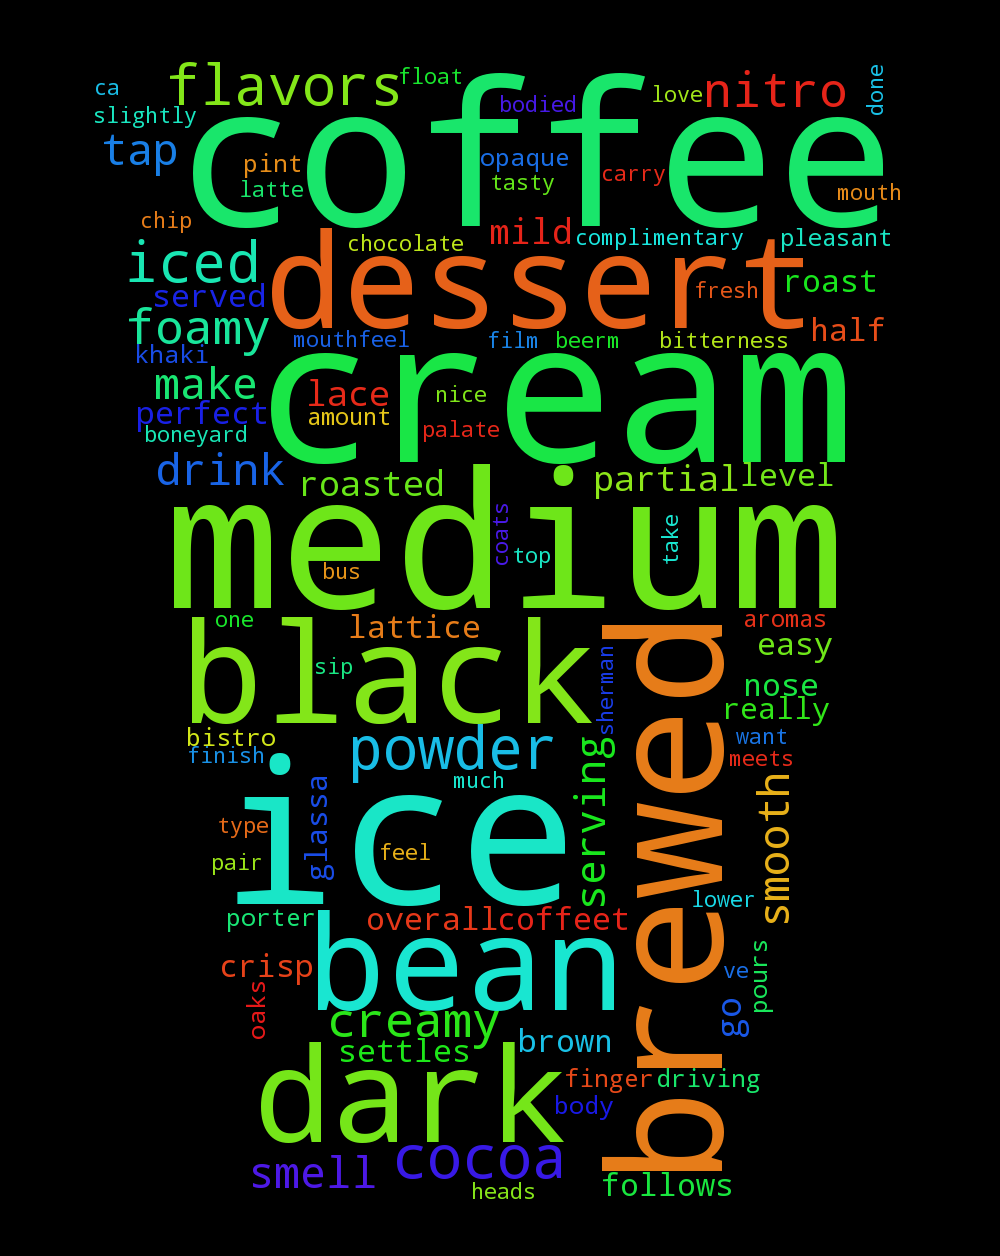 flavors
float
ca
slightly
bodied
love
nitro
done
coffee
tap
pint
latte
opaque
tasty
carry
mouth
chip
chocolate
mild
complimentary
pleasant
iced
dessert
served
fresh
roast
foamy
mouthfeel
film
beerm
bitterness
half
khaki
cream
make
lace
nice
perfect
amount
palate
boneyard
drink
roasted
partial
level
medium
coats
top
take
bus
one
lattice
aromas
easy
black
sip
sherman
brewed
nose
really
bistro
finish
powder
want
meets
much
serving
smooth
ice
glassa
type
feel
pair
lower
porter
overall
coffeet
bean
crisp
oaks
ve
pours
go
creamy
settles
brown
dark
finger
driving
body
cocoa
smell
heads
follows